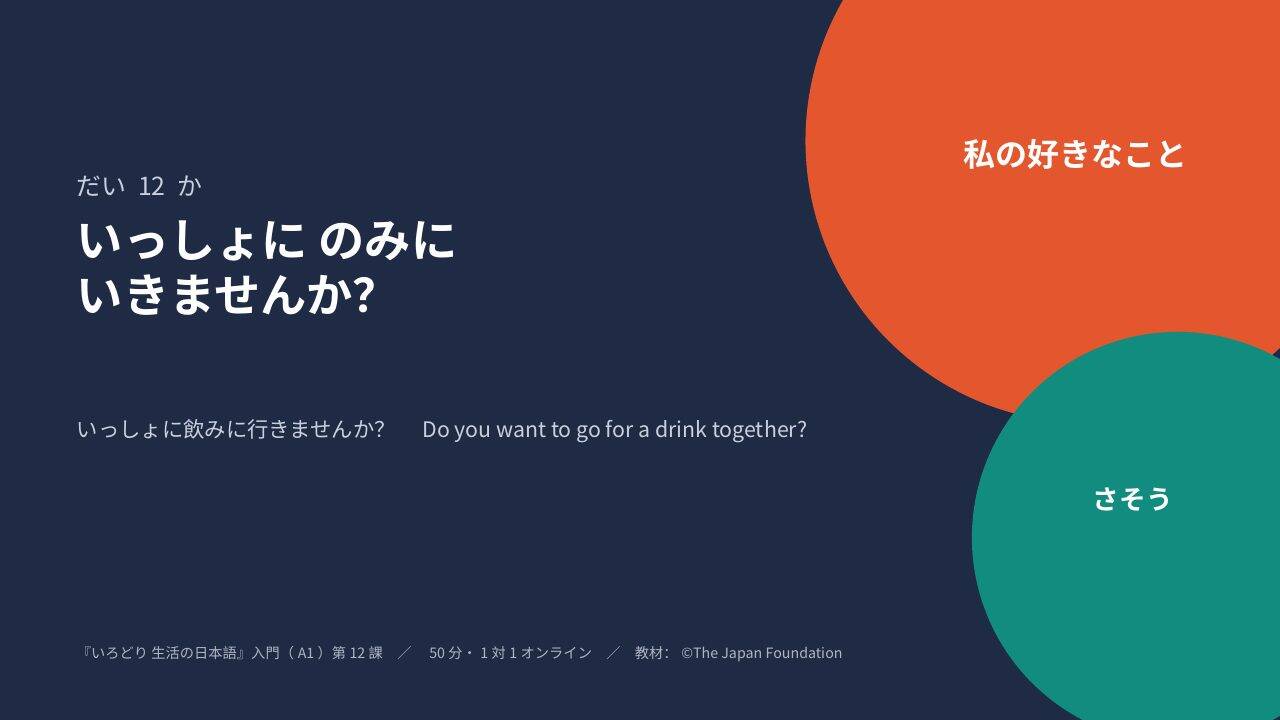 だい 12 か
いっしょに のみに
いきませんか?
いっしょに飲みに行きませんか? Do you want to go for a drink together?
『いろどり 生活の日本語』入門（ A1 ）第 12 課 ／ 50 分・ 1 対 1 オンライン ／ 教材： ©The Japan Foundation
私の好きなこと
さそう